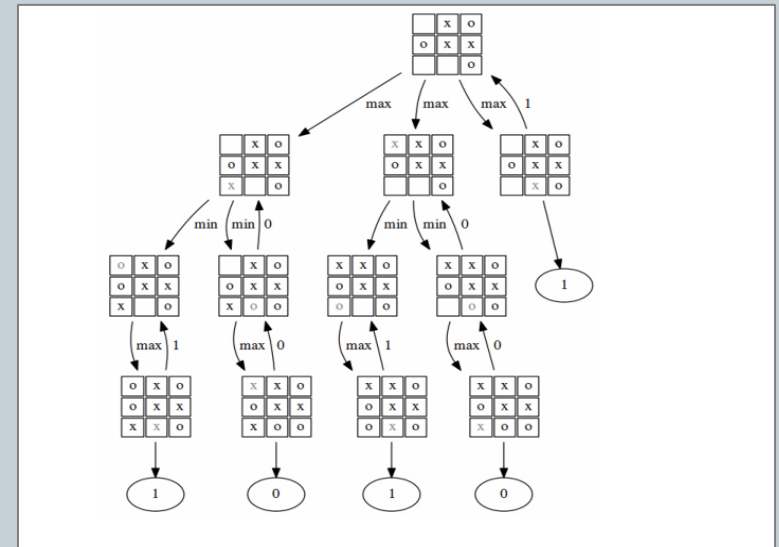 x o
o x x
o
max max max 1
x o
o x x
x o
x x o
o x x
o
x o
o x x
x o
min min 0 min min 0
o x o
o x x
x o
x o
o x x
x o o
x x o
o x x
o o
x x o
o x x
o o
1
max 1 max 0 max 1 max 0
o x o
o x x
x x o
x x o
o x x
x o o
x x o
o x x
o x o
x x o
o x x
x o o
1 0 1 0